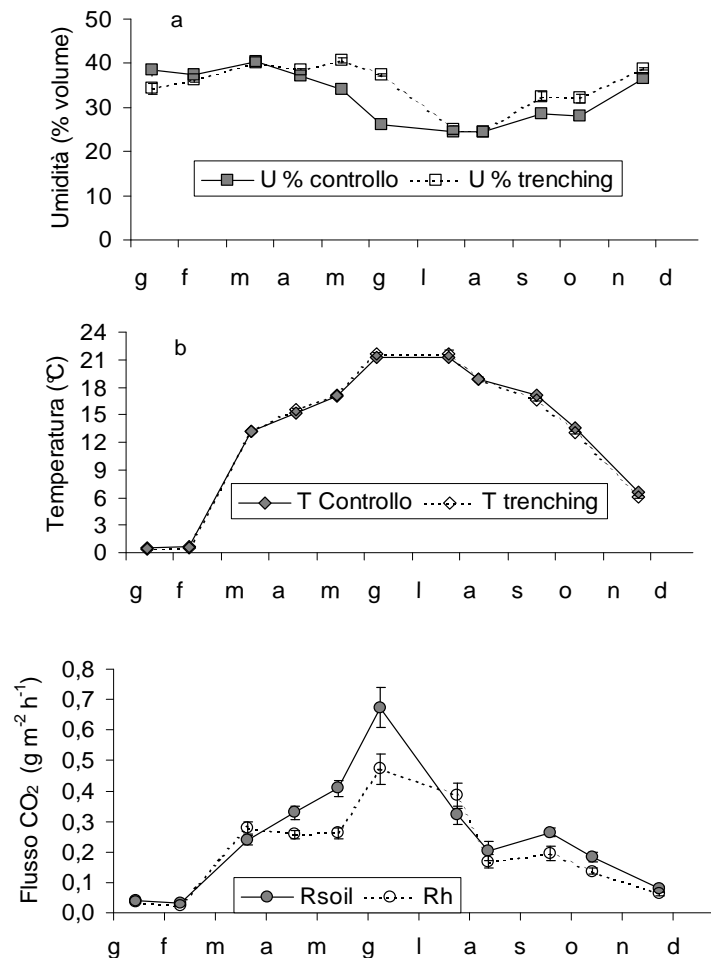 a
Umidità (% volume)
50
40
30
20
10
0
U % controllo U % trenching
g f m a m g l a s o n d
b
Temperatura (°C)
24
21
18
15
12
9
6
3
0
T Controllo T trenching
g f m a m g l a s o n d
Flusso CO₂ (g m⁻² h⁻¹)
0,8
0,7
0,6
0,5
0,4
0,3
0,2
0,1
0,0
Rsoil Rh
g f m a m g l a s o n d